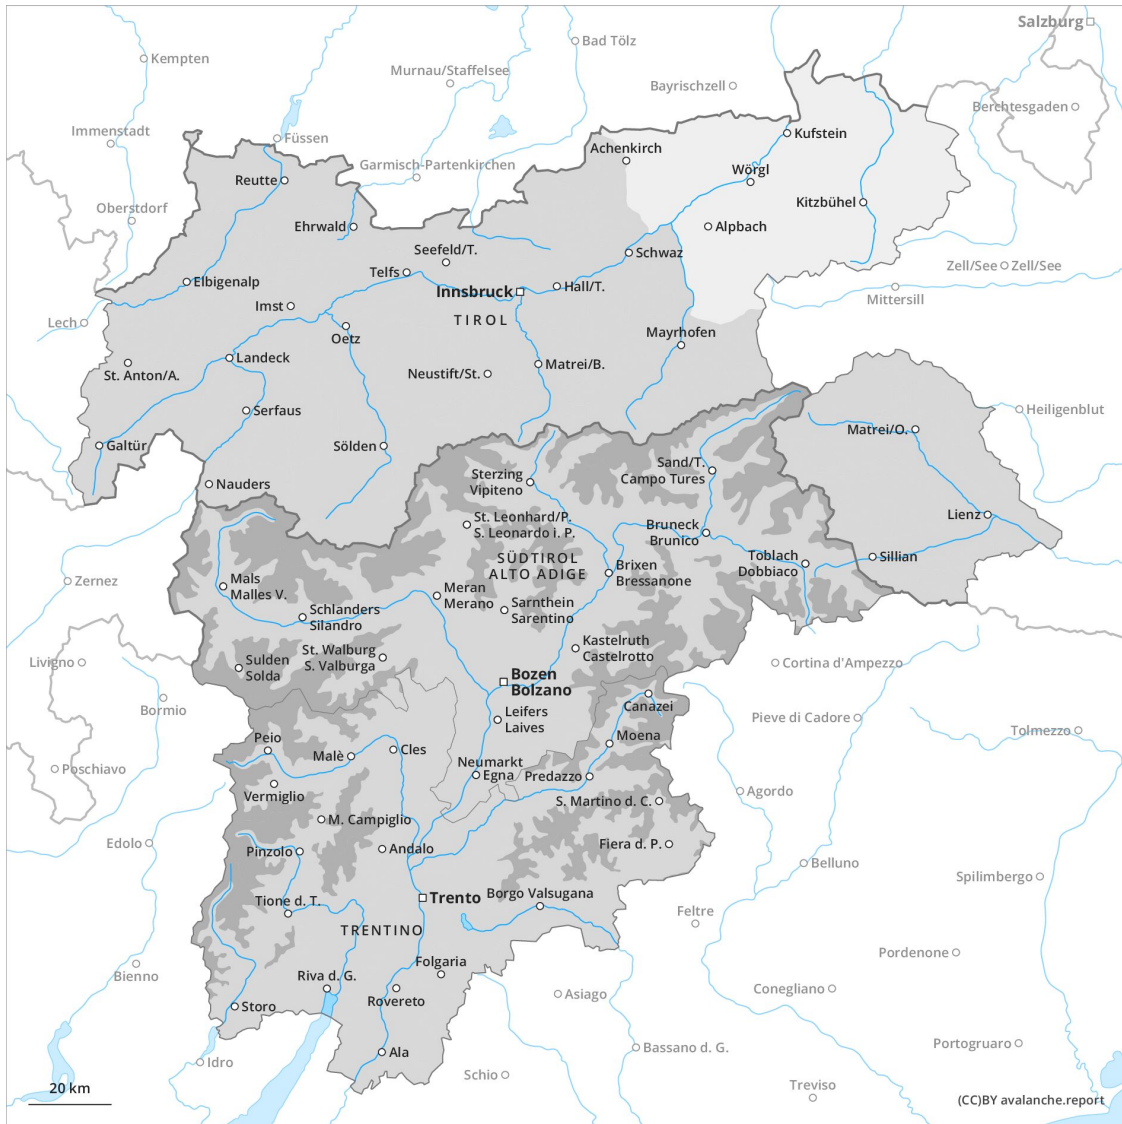 Salzburg
Bad Tölz
Kempten
Murnau/Staffelsee
Bayrischzell
Berchtesgaden
Immenstadt
Füssen
Kufstein
Achenkirch
Garmisch-Partenkirchen
Wörgl
Reutte
Kitzbühel
Oberstdorf
Ehrwald
Alpbach
Seefeld/T.
Schwaz
Zell/See
Zell/See
Telfs
Elbigenalp
Innsbruck
Hall/T.
Mittersill
Imst
TIROL
Lech
Oetz
Mayrhofen
Landeck
Matrei/B.
St. Anton/A.
Neustift/St.
Serfaus
Heiligenblut
Matrei/O.
Galtür
Sölden
Sand/T.
Campo Tures
Sterzing
Vipiteno
Nauders
St. Leonhard/P.
S. Leonardo i. P.
Lienz
Bruneck
Brunico
SÜDTIROL
ALTO ADIGE
Toblach
Dobbiaco
Sillian
Brixen
Bressanone
Zernez
Mals
Malles V.
Meran
Merano
Sarnthein
Sarentino
Schlanders
Silandro
Kastelruth
Castelrotto
St. Walburg
S. Valburga
Livigno
Sulden
Solda
Cortina d'Ampezzo
Bozen
Bolzano
Bormio
Canazei
Leifers
Laives
Pieve di Cadore
Tolmezzo
Peio
Moena
Malè
Cles
Neumarkt
Egna
Predazzo
Poschiavo
Vermiglio
Agordo
S. Martino d. C.
M. Campiglio
Edolo
Pinzolo
Andalo
Fiera d. P.
Belluno
Spilimbergo
Tione d. T.
Trento
Borgo Valsugana
Feltre
TRENTINO
Pordenone
Bienno
Folgaria
Riva d. G.
Rovereto
Asiago
Conegliano
Storo
Portogruaro
Idro
Ala
Bassano d. G.
Schio
Treviso
20 km
(CC)BY avalanche.report